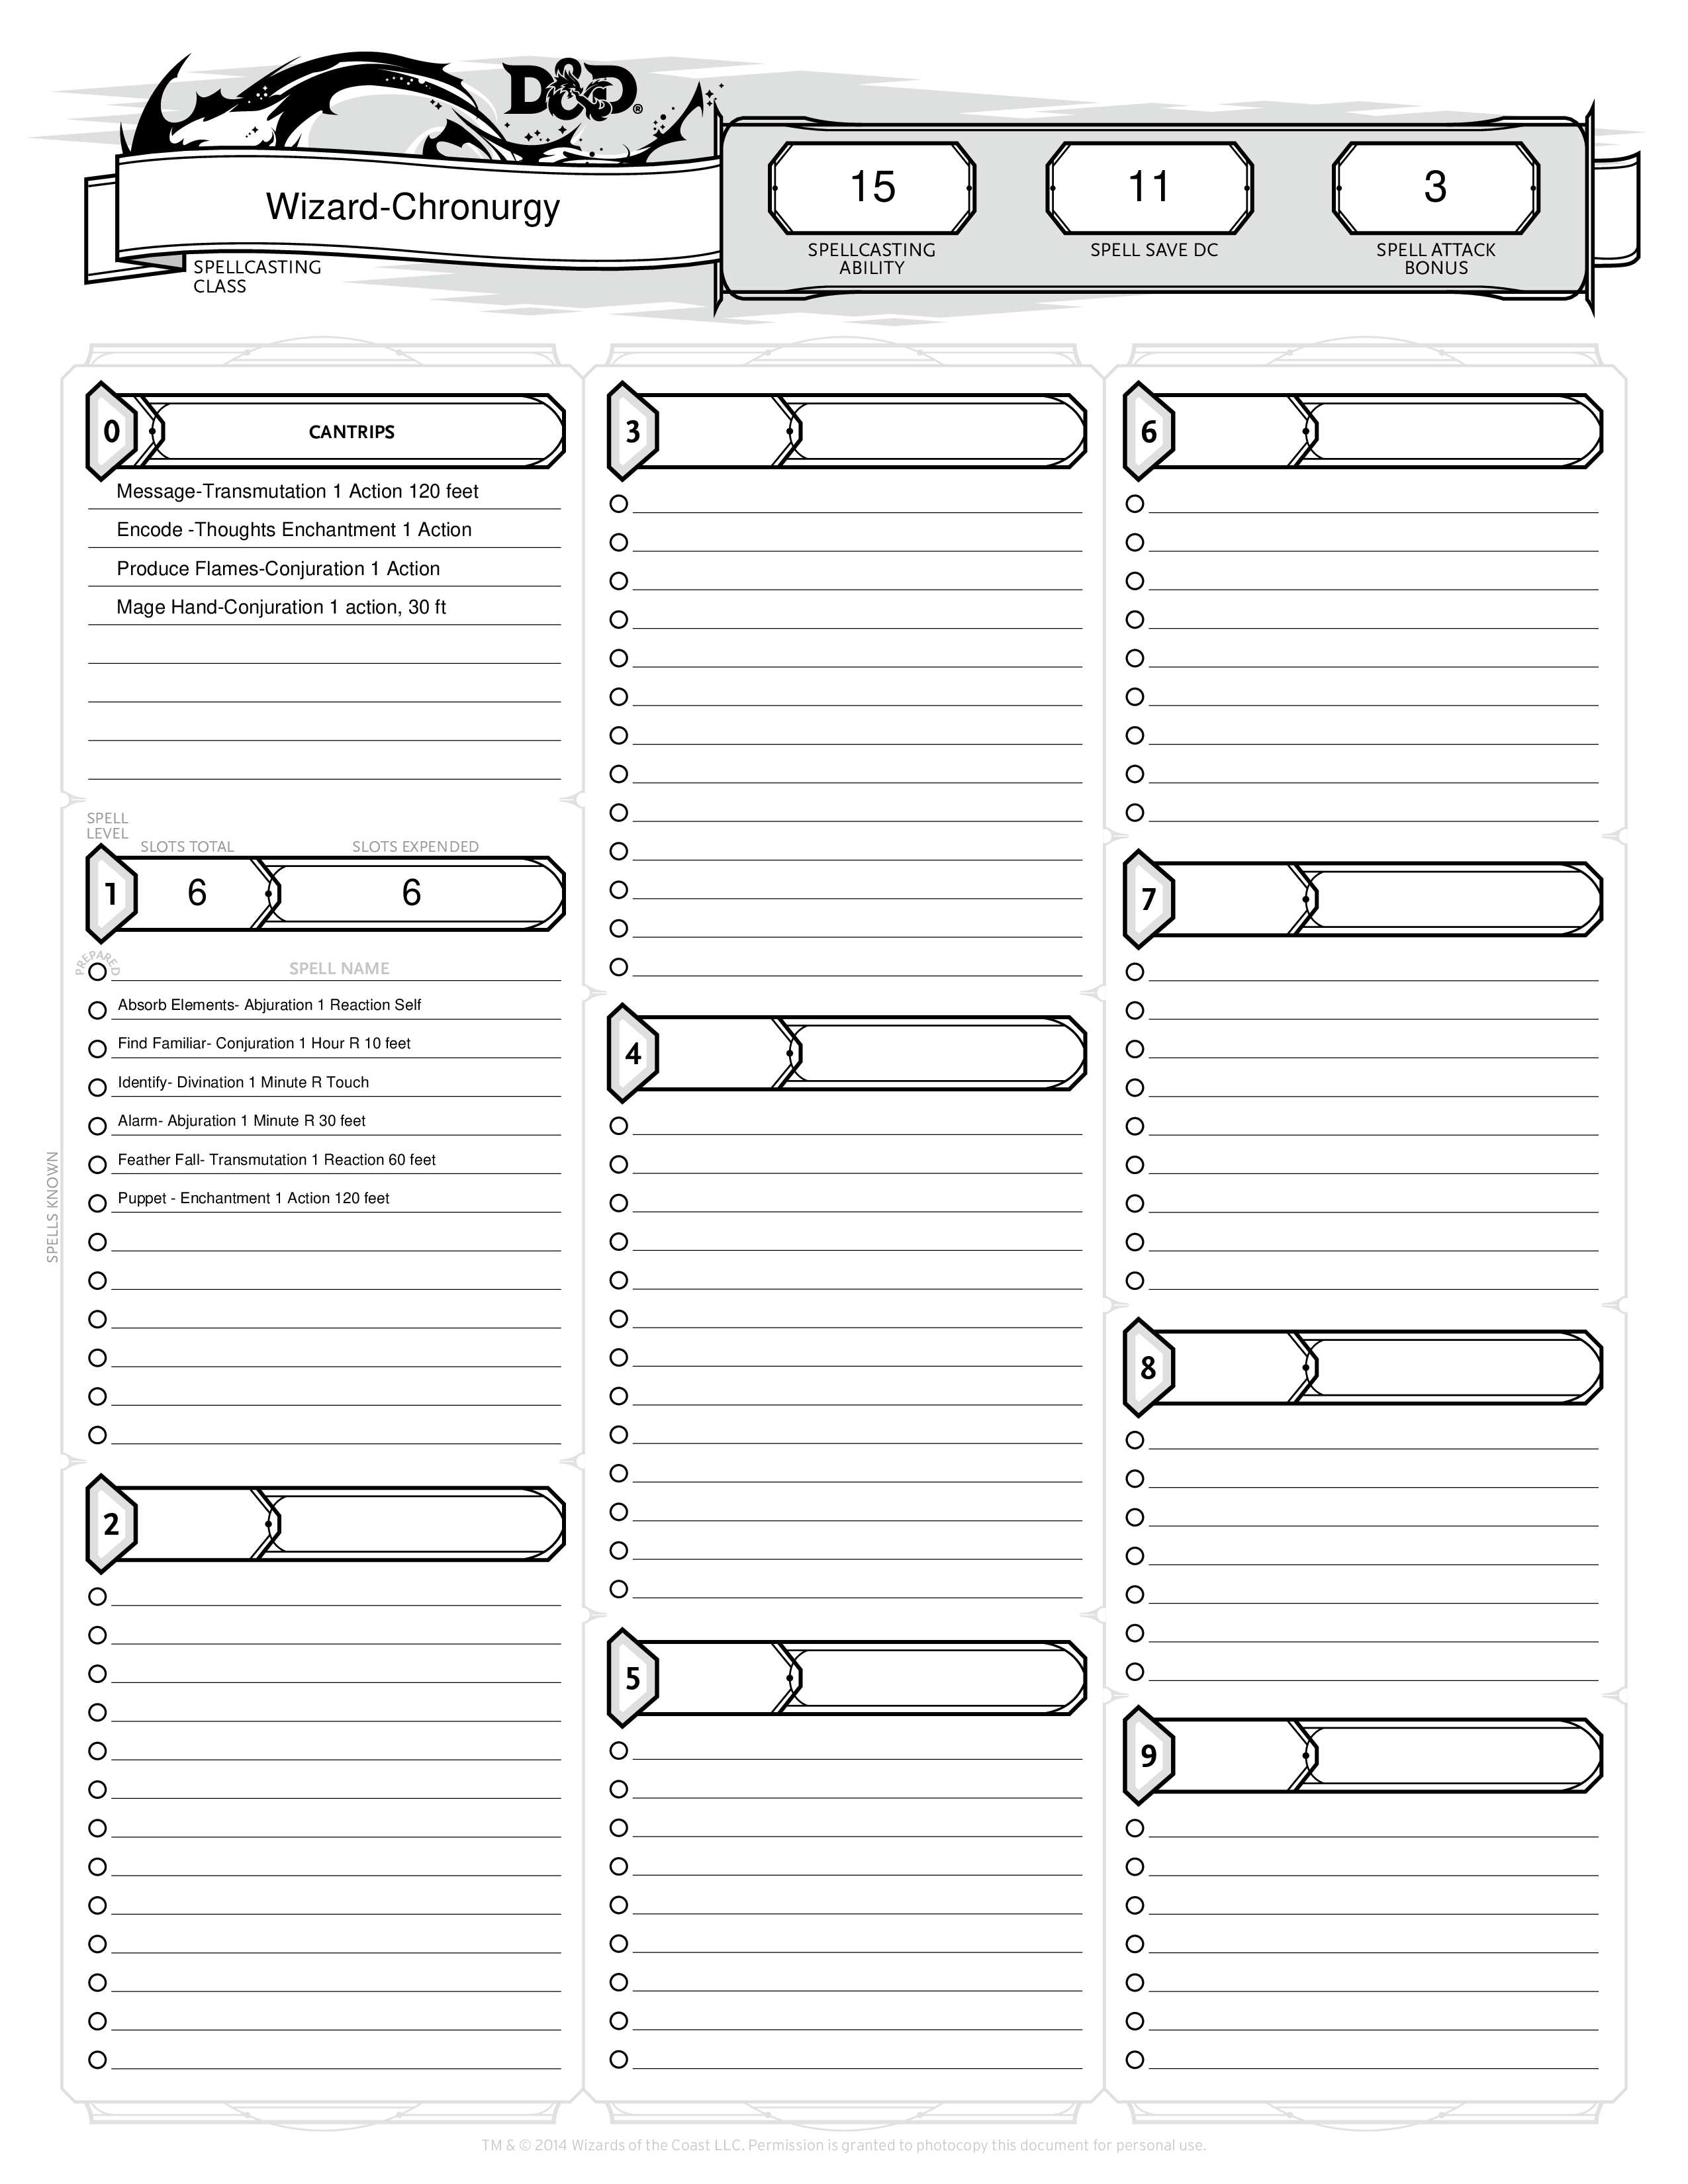 D&D®
Wizard-Chronurgy
SPELLCASTING
CLASS
15
SPELLCASTING
ABILITY
11
SPELL SAVE DC
3
SPELL ATTACK
BONUS
0
CANTRIPS
Message-Transmutation 1 Action 120 feet
Encode -Thoughts Enchantment 1 Action
Produce Flames-Conjuration 1 Action
Mage Hand-Conjuration 1 action, 30 ft
SPELL
LEVEL
SLOTS TOTAL
SLOTS EXPENDED
1
6
6
PREPARED
SPELL NAME
Absorb Elements- Abjuration 1 Reaction Self
Find Familiar- Conjuration 1 Hour R 10 feet
Identify- Divination 1 Minute R Touch
Alarm- Abjuration 1 Minute R 30 feet
Feather Fall- Transmutation 1 Reaction 60 feet
Puppet - Enchantment 1 Action 120 feet
SPELLS KNOWN
2
3
4
5
6
7
8
9
TM & © 2014 Wizards of the Coast LLC. Permission is granted to photocopy this document for personal use.